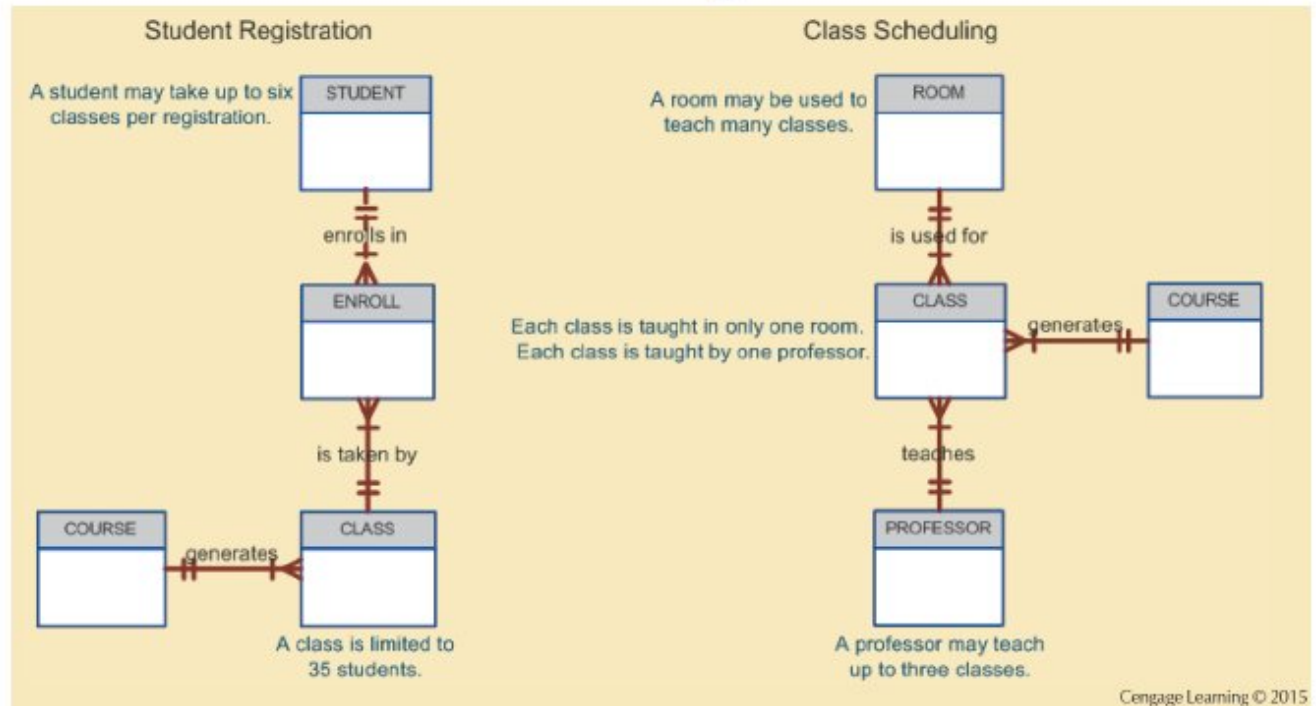 Student Registration
A student may take up to six
classes per registration.
STUDENT
enrolls in
ENROLL
is taken by
COURSE
generates
CLASS
A class is limited to
35 students.
Class Scheduling
A room may be used to
teach many classes.
ROOM
is used for
Each class is taught in only one room.
Each class is taught by one professor.
CLASS
generates
COURSE
teaches
PROFESSOR
A professor may teach
up to three classes.
Cengage Learning © 2015